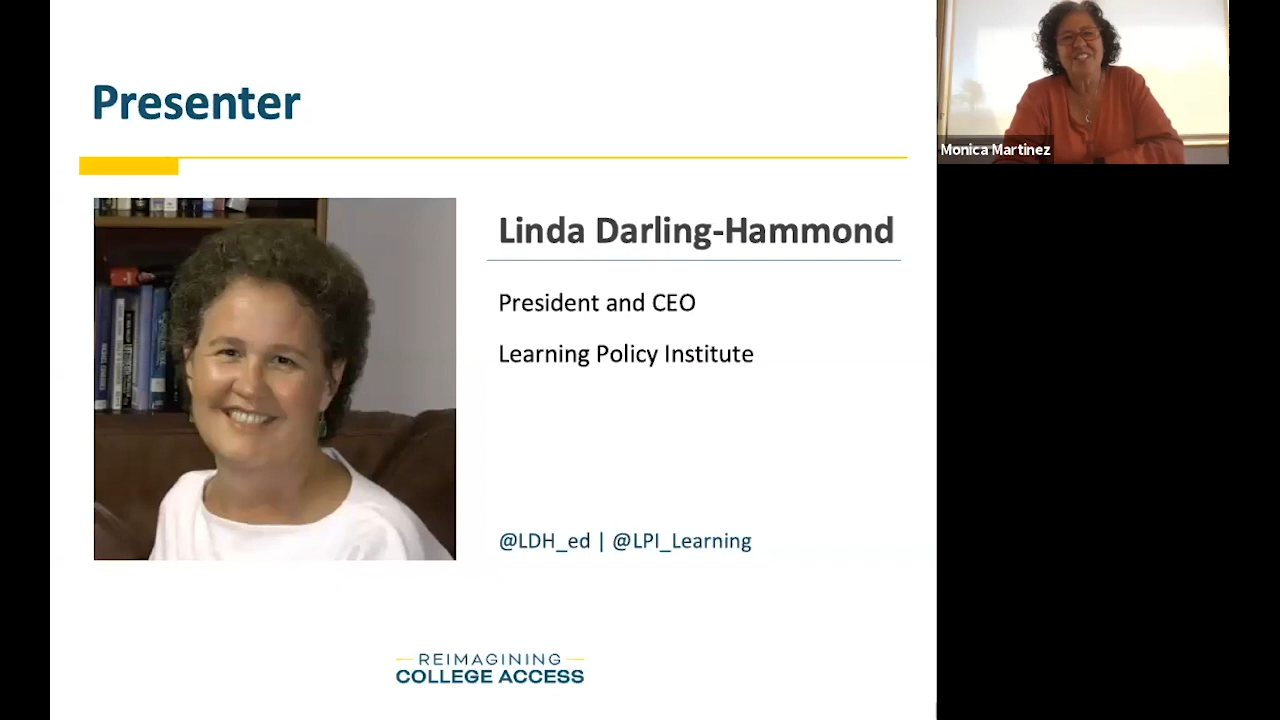 Presenter
Linda Darling-Hammond
President and CEO
Learning Policy Institute
@LDH_ed | @LPI_Learning
REIMAGINING
COLLEGE ACCESS
Monica Martinez